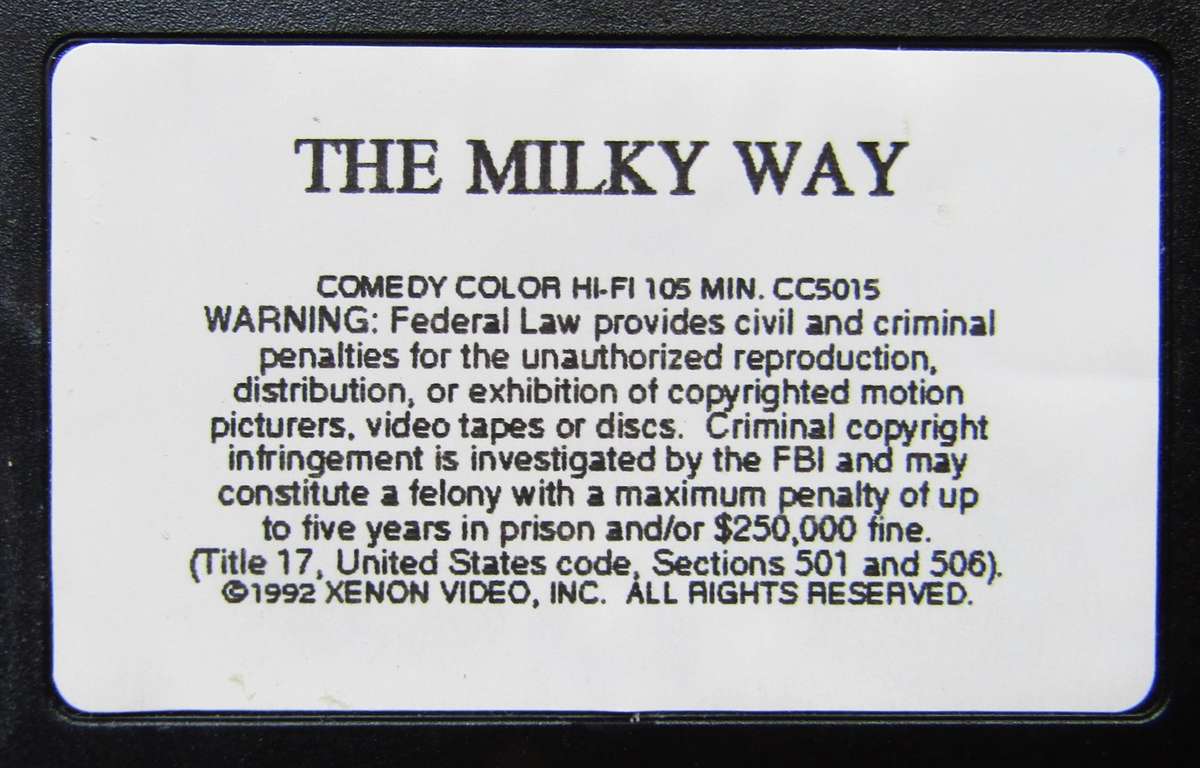 THE MILKY WAY
COMEDY COLOR HI-FI 105 MIN. CC5015
WARNING: Federal Law provides civil and criminal
penalties for the unauthorized reproduction,
distribution, or exhibition of copyrighted motion
picturers, video tapes or discs. Criminal copyright
infringement is investigated by the FBI and may
constitute a felony with a maximum penalty of up
to five years in prison and/or $250,000 fine.
(Title 17, United States code, Sections 501 and 506).
©1992 XENON VIDEO, INC. ALL RIGHTS RESERVED.